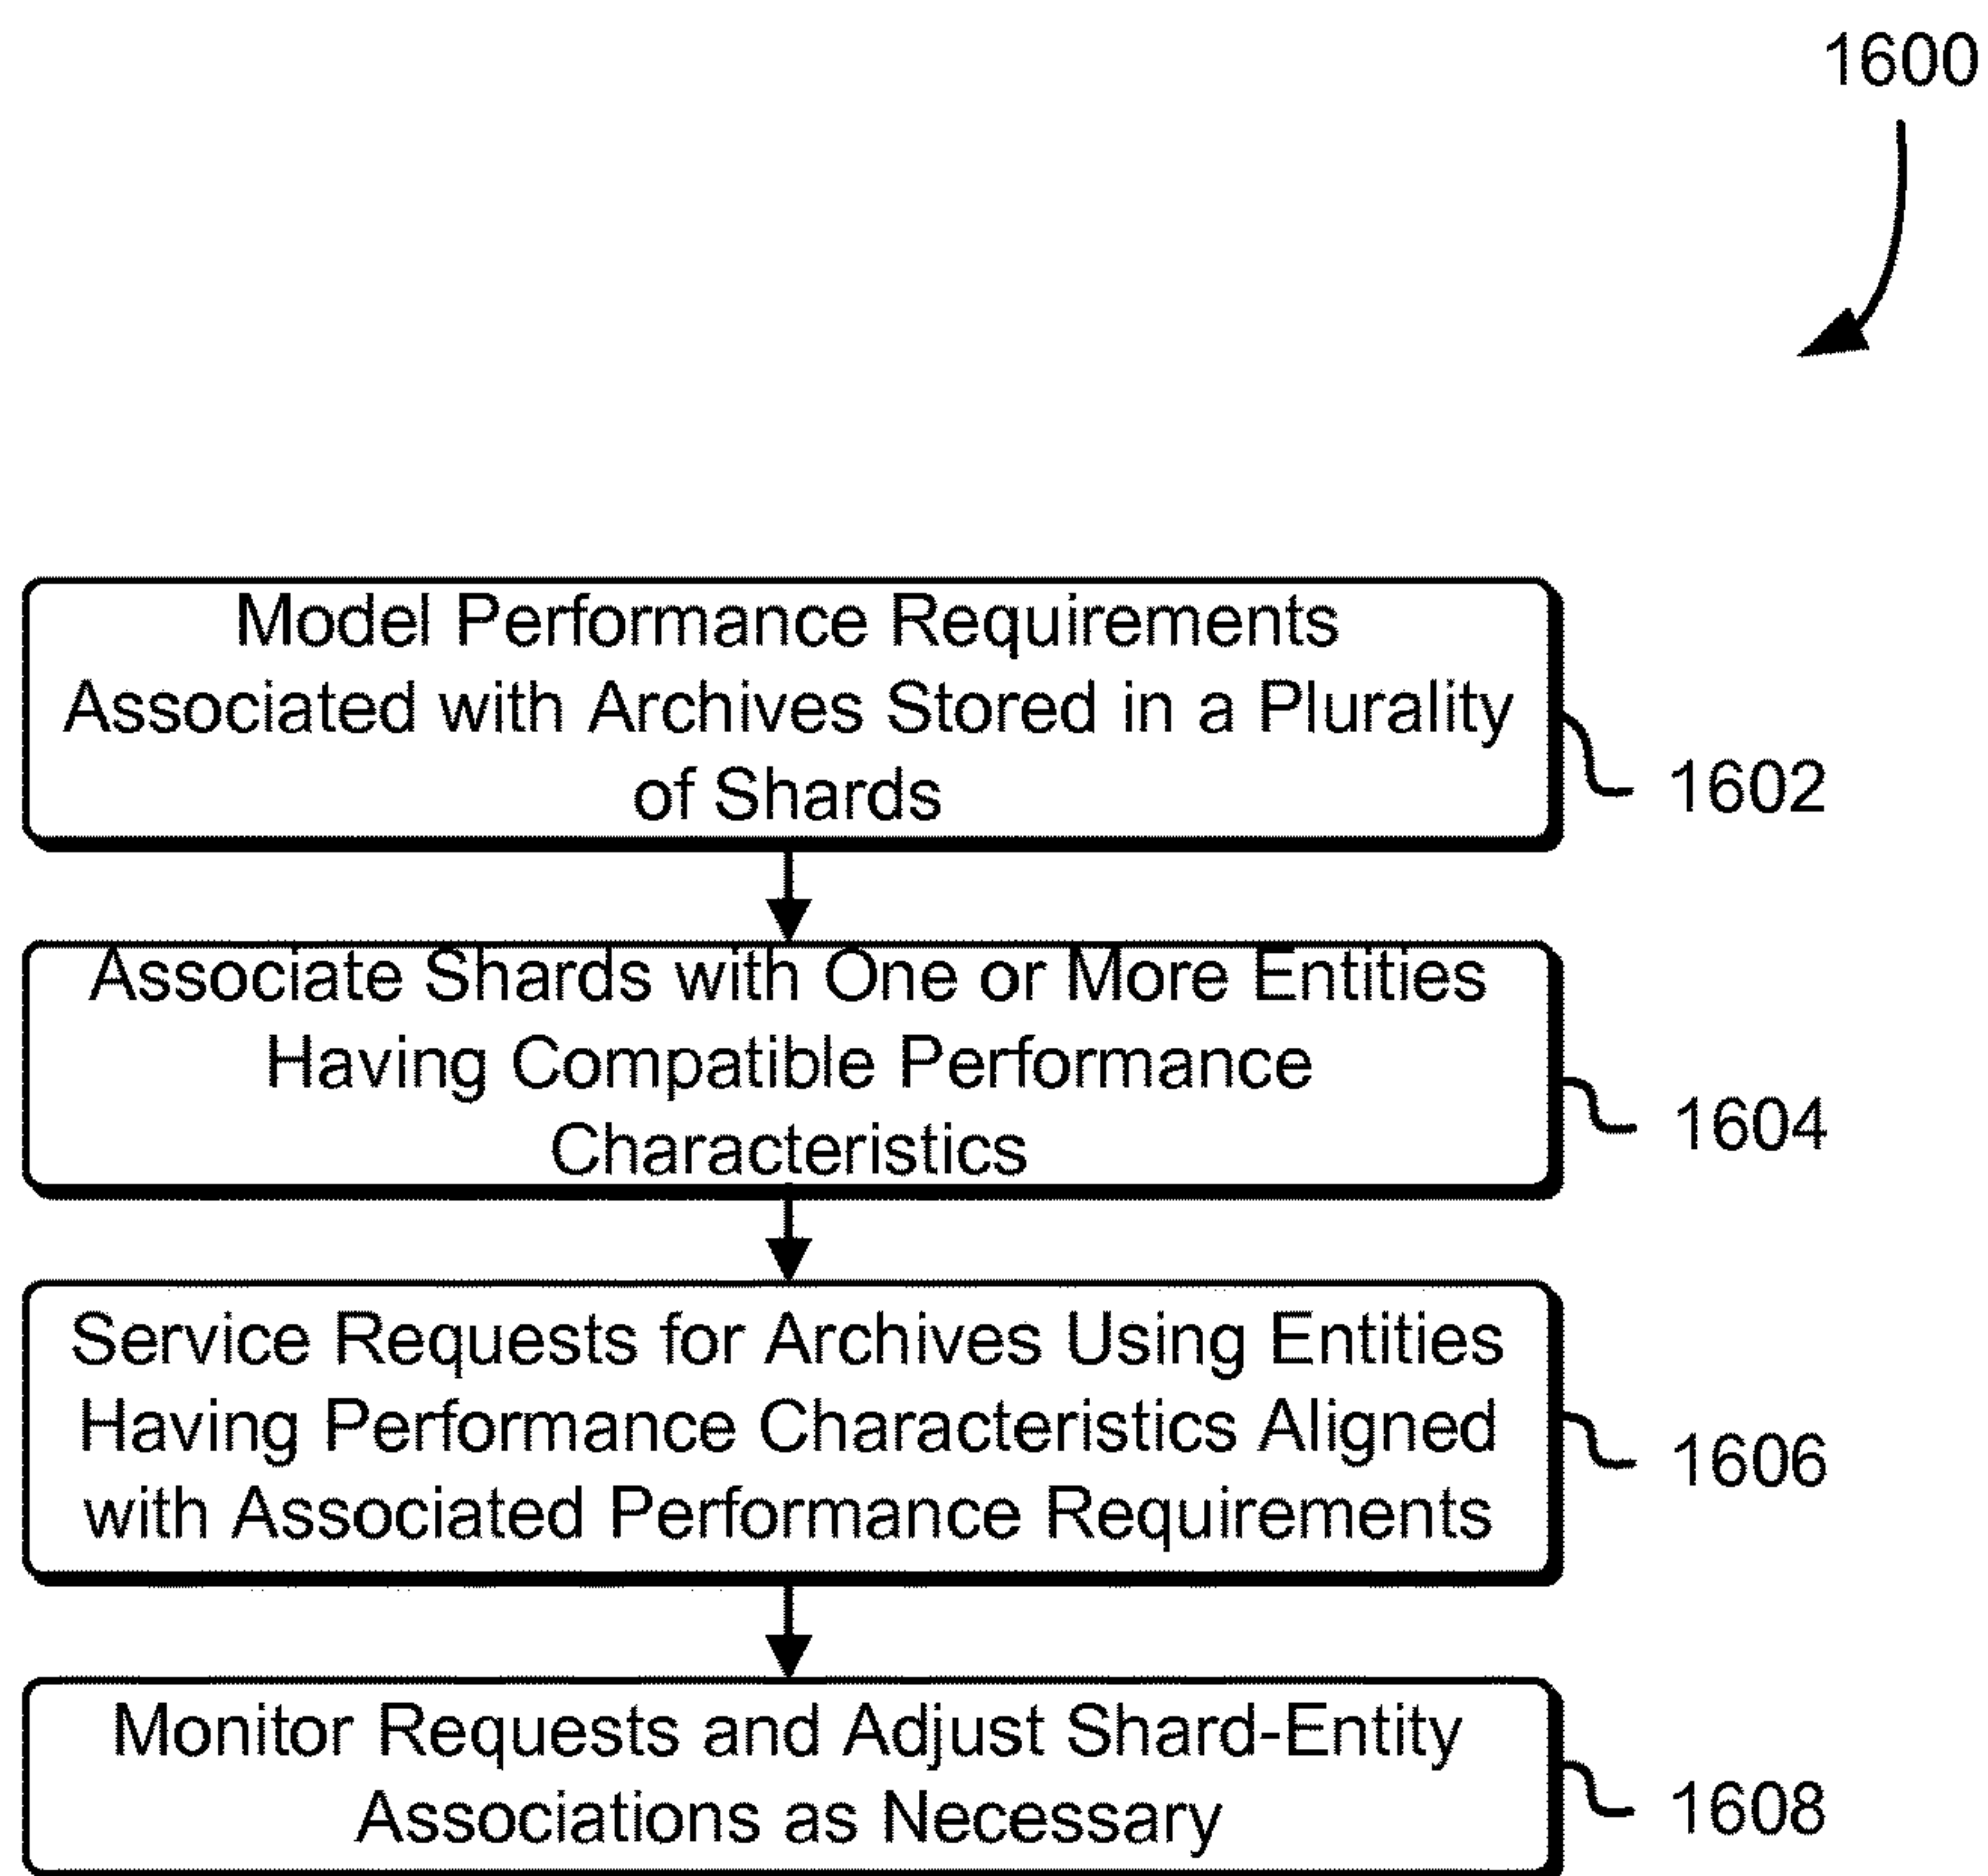 1600
Model Performance Requirements
Associated with Archives Stored in a Plurality
of Shards
1602
Associate Shards with One or More Entities
Having Compatible Performance
Characteristics
1604
Service Requests for Archives Using Entities
Having Performance Characteristics Aligned
with Associated Performance Requirements
1606
Monitor Requests and Adjust Shard-Entity
Associations as Necessary
1608